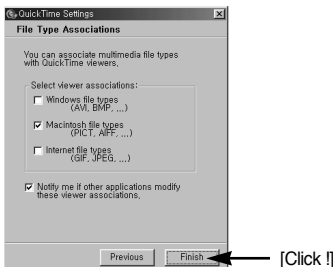 QuickTime Settings
File Type Associations
You can associate multimedia file types
with QuickTime viewers,
Select viewer associations:
Windows file types
(AVI, BMP, ...)
Macintosh file types
(PICT, AIFF, ...)
Internet file types
(GIF, JPEG, ...)
Notify me if other applications modify
these viewer associations,
Previous Finish [Click !]